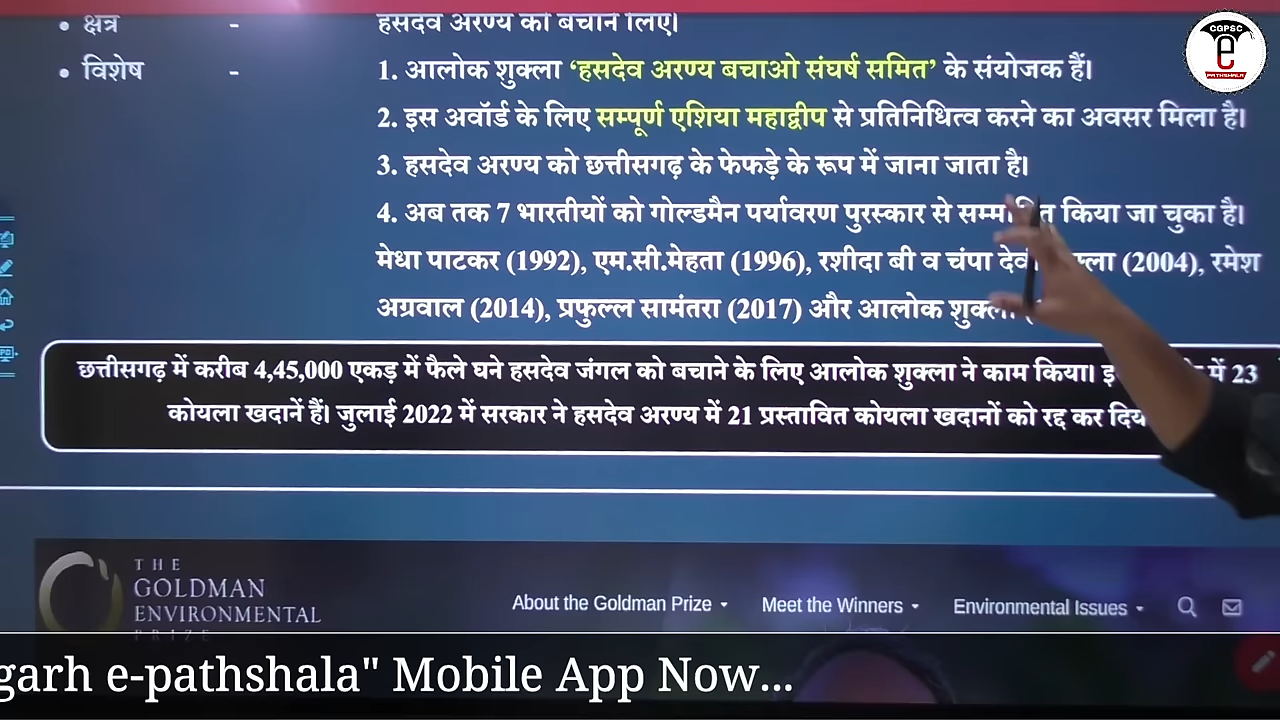 • क्षेत्र - हसदेव अरण्य को बचाने लिए।
• विशेष - 1. आलोक शुक्ला ‘हसदेव अरण्य बचाओ संघर्ष समित’ के संयोजक हैं।
2. इस अवॉर्ड के लिए सम्पूर्ण एशिया महाद्वीप से प्रतिनिधित्व करने का अवसर मिला है।
3. हसदेव अरण्य को छत्तीसगढ़ के फेफड़े के रूप में जाना जाता है।
4. अब तक 7 भारतीयों को गोल्डमैन पर्यावरण पुरस्कार से किया जा चुका है।
मेधा पाटकर (1992), एम.सी.मेहता (1996), रशीदा बी व चंपा (2004), रमेश
अग्रवाल (2014), प्रफुल्ल सामंतरा (2017) और आलोक
छत्तीसगढ़ में करीब 4,45,000 एकड़ में फैले घने हसदेव जंगल को बचाने के लिए आलोक शुक्ला ने काम किया। में 23
कोयला खदानें हैं। जुलाई 2022 में सरकार ने हसदेव अरण्य में 21 प्रस्तावित कोयला खदानों को रद्द कर
THE
GOLDMAN
ENVIRONMENTAL
PRIZE
About the Goldman Prize Meet the Winners Environmental Issues
garh e-pathshala" Mobile App Now...
CGPSC
e
PATHSHALA